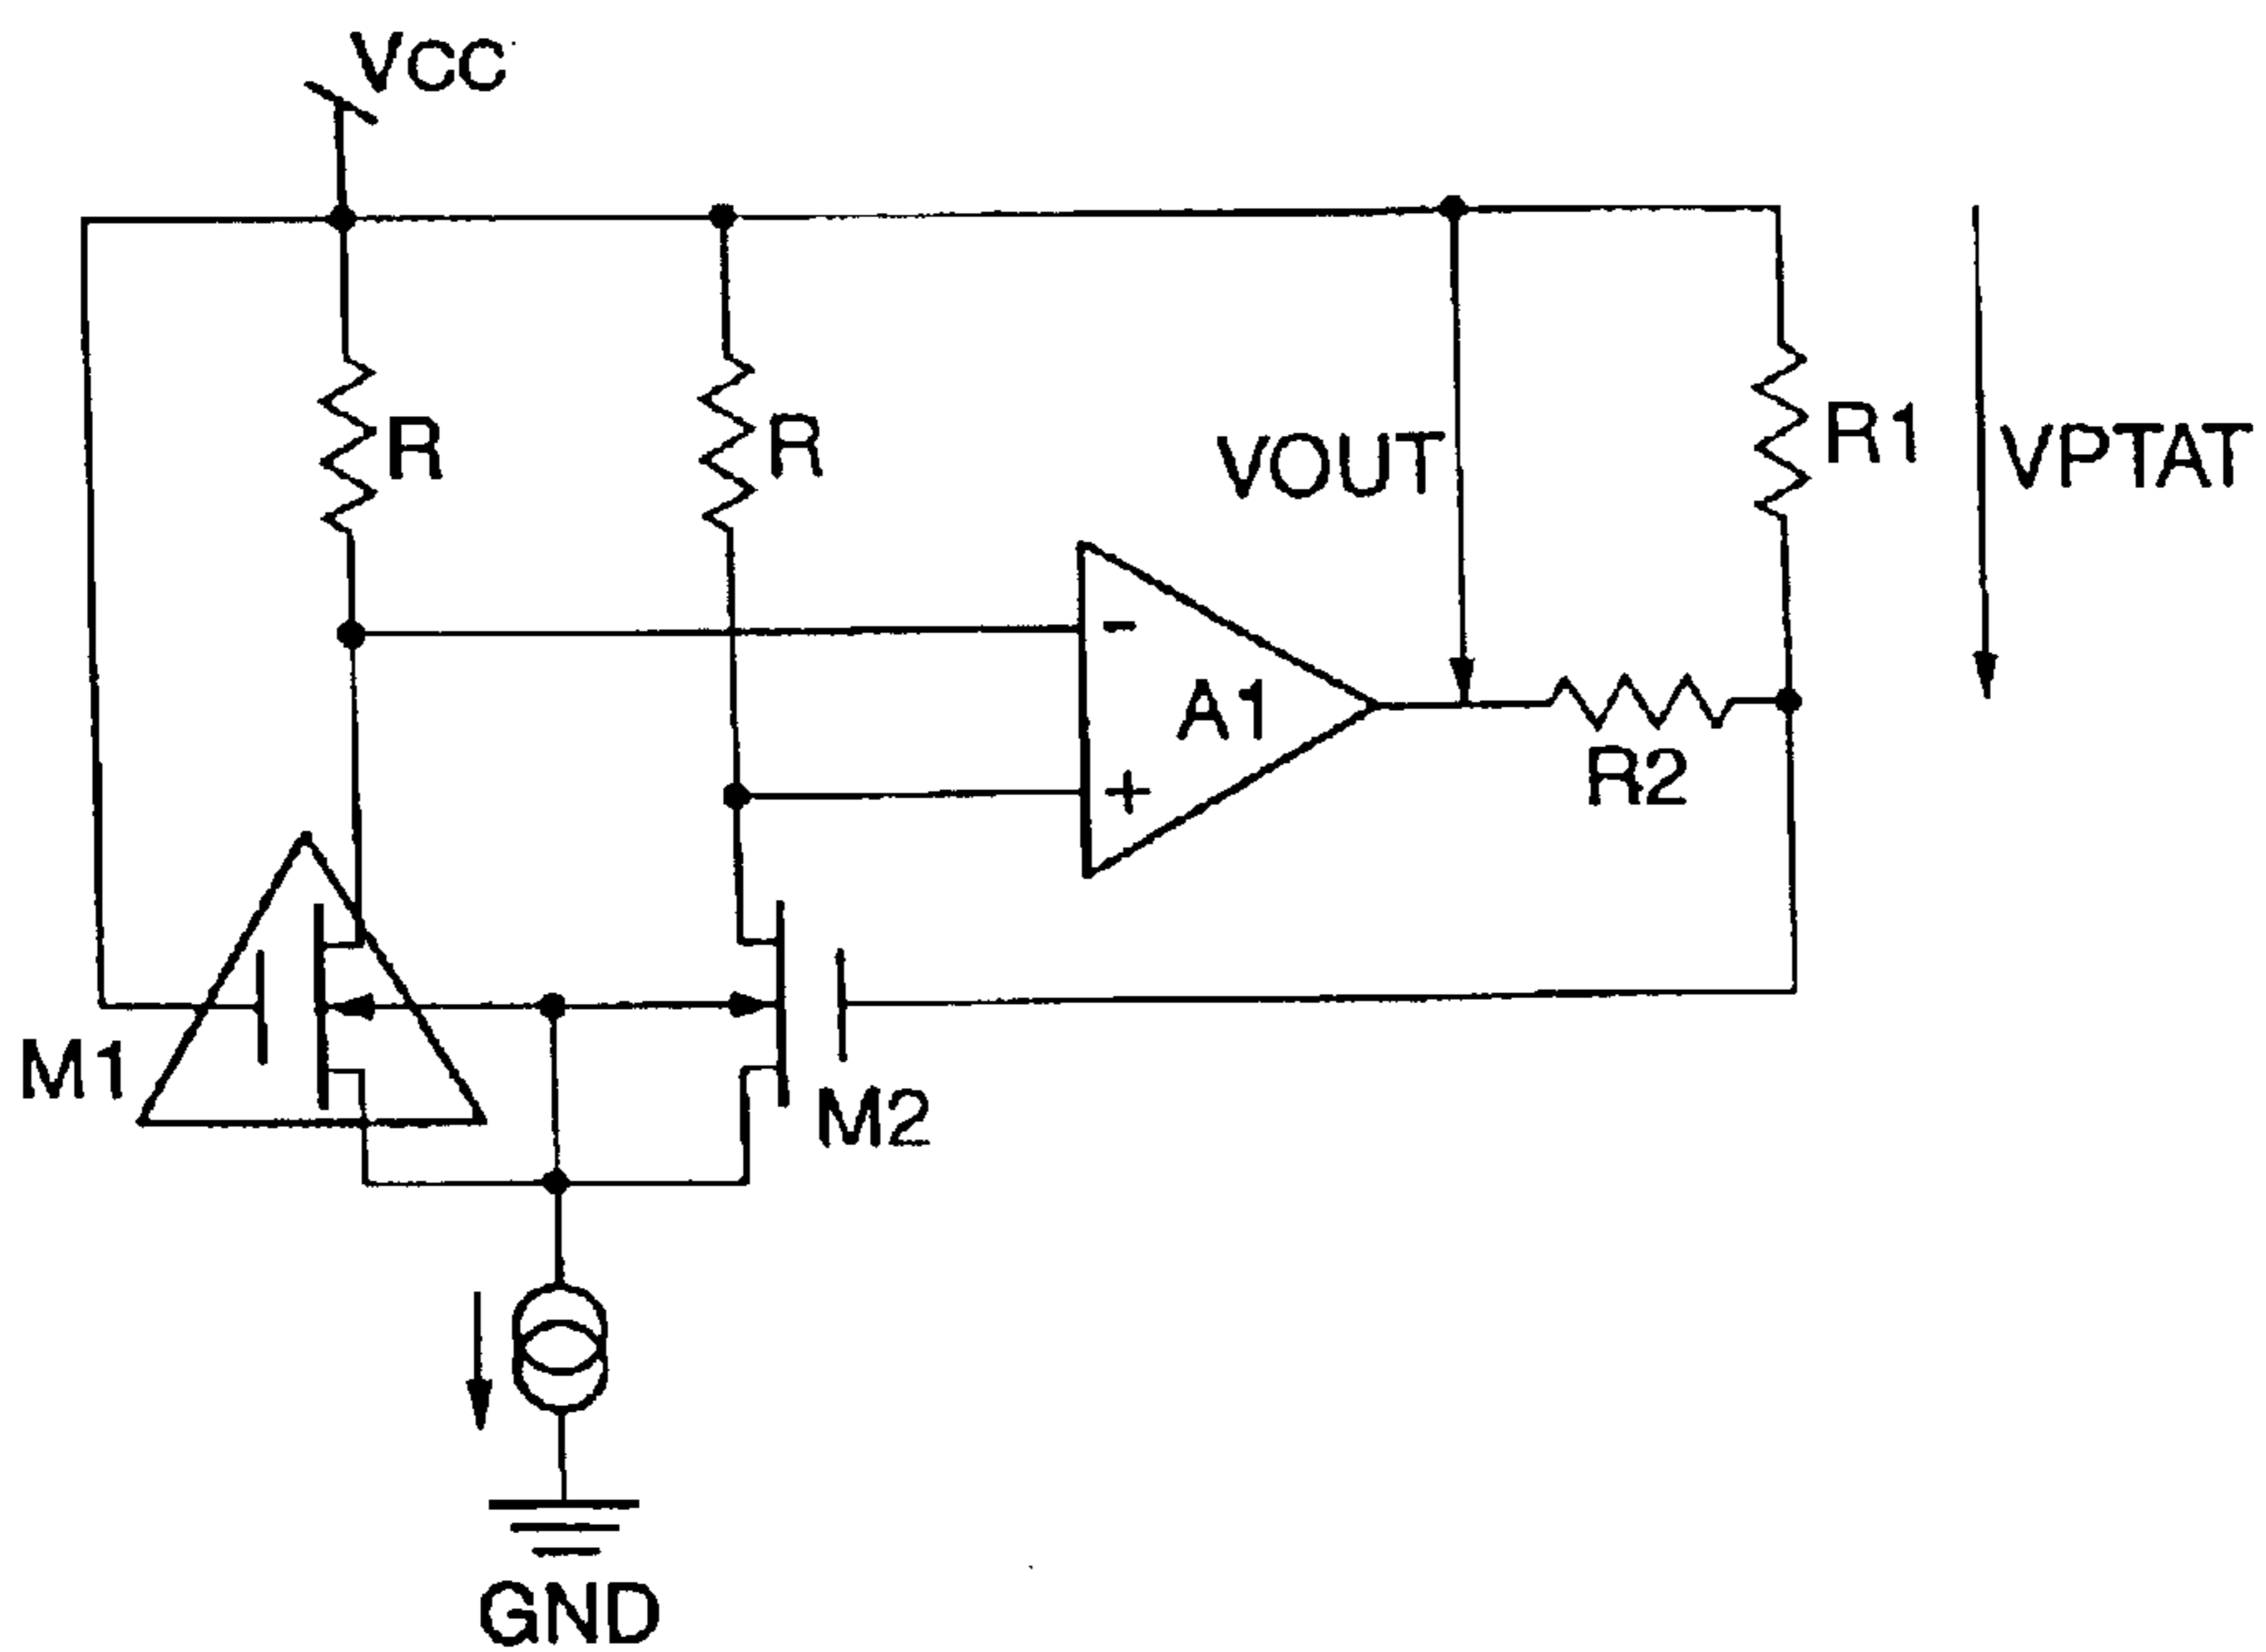 VCC
R
R
VOUT
R1
VPTAT
-
A1
+
R2
M1
M2
GND